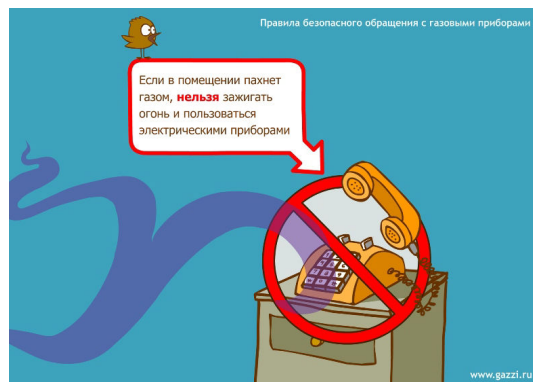 Правила безопасного обращения с газовыми приборами
Если в помещении пахнет
газом, нельзя зажигать
огонь и пользоваться
электрическими приборами
www.gazzi.ru